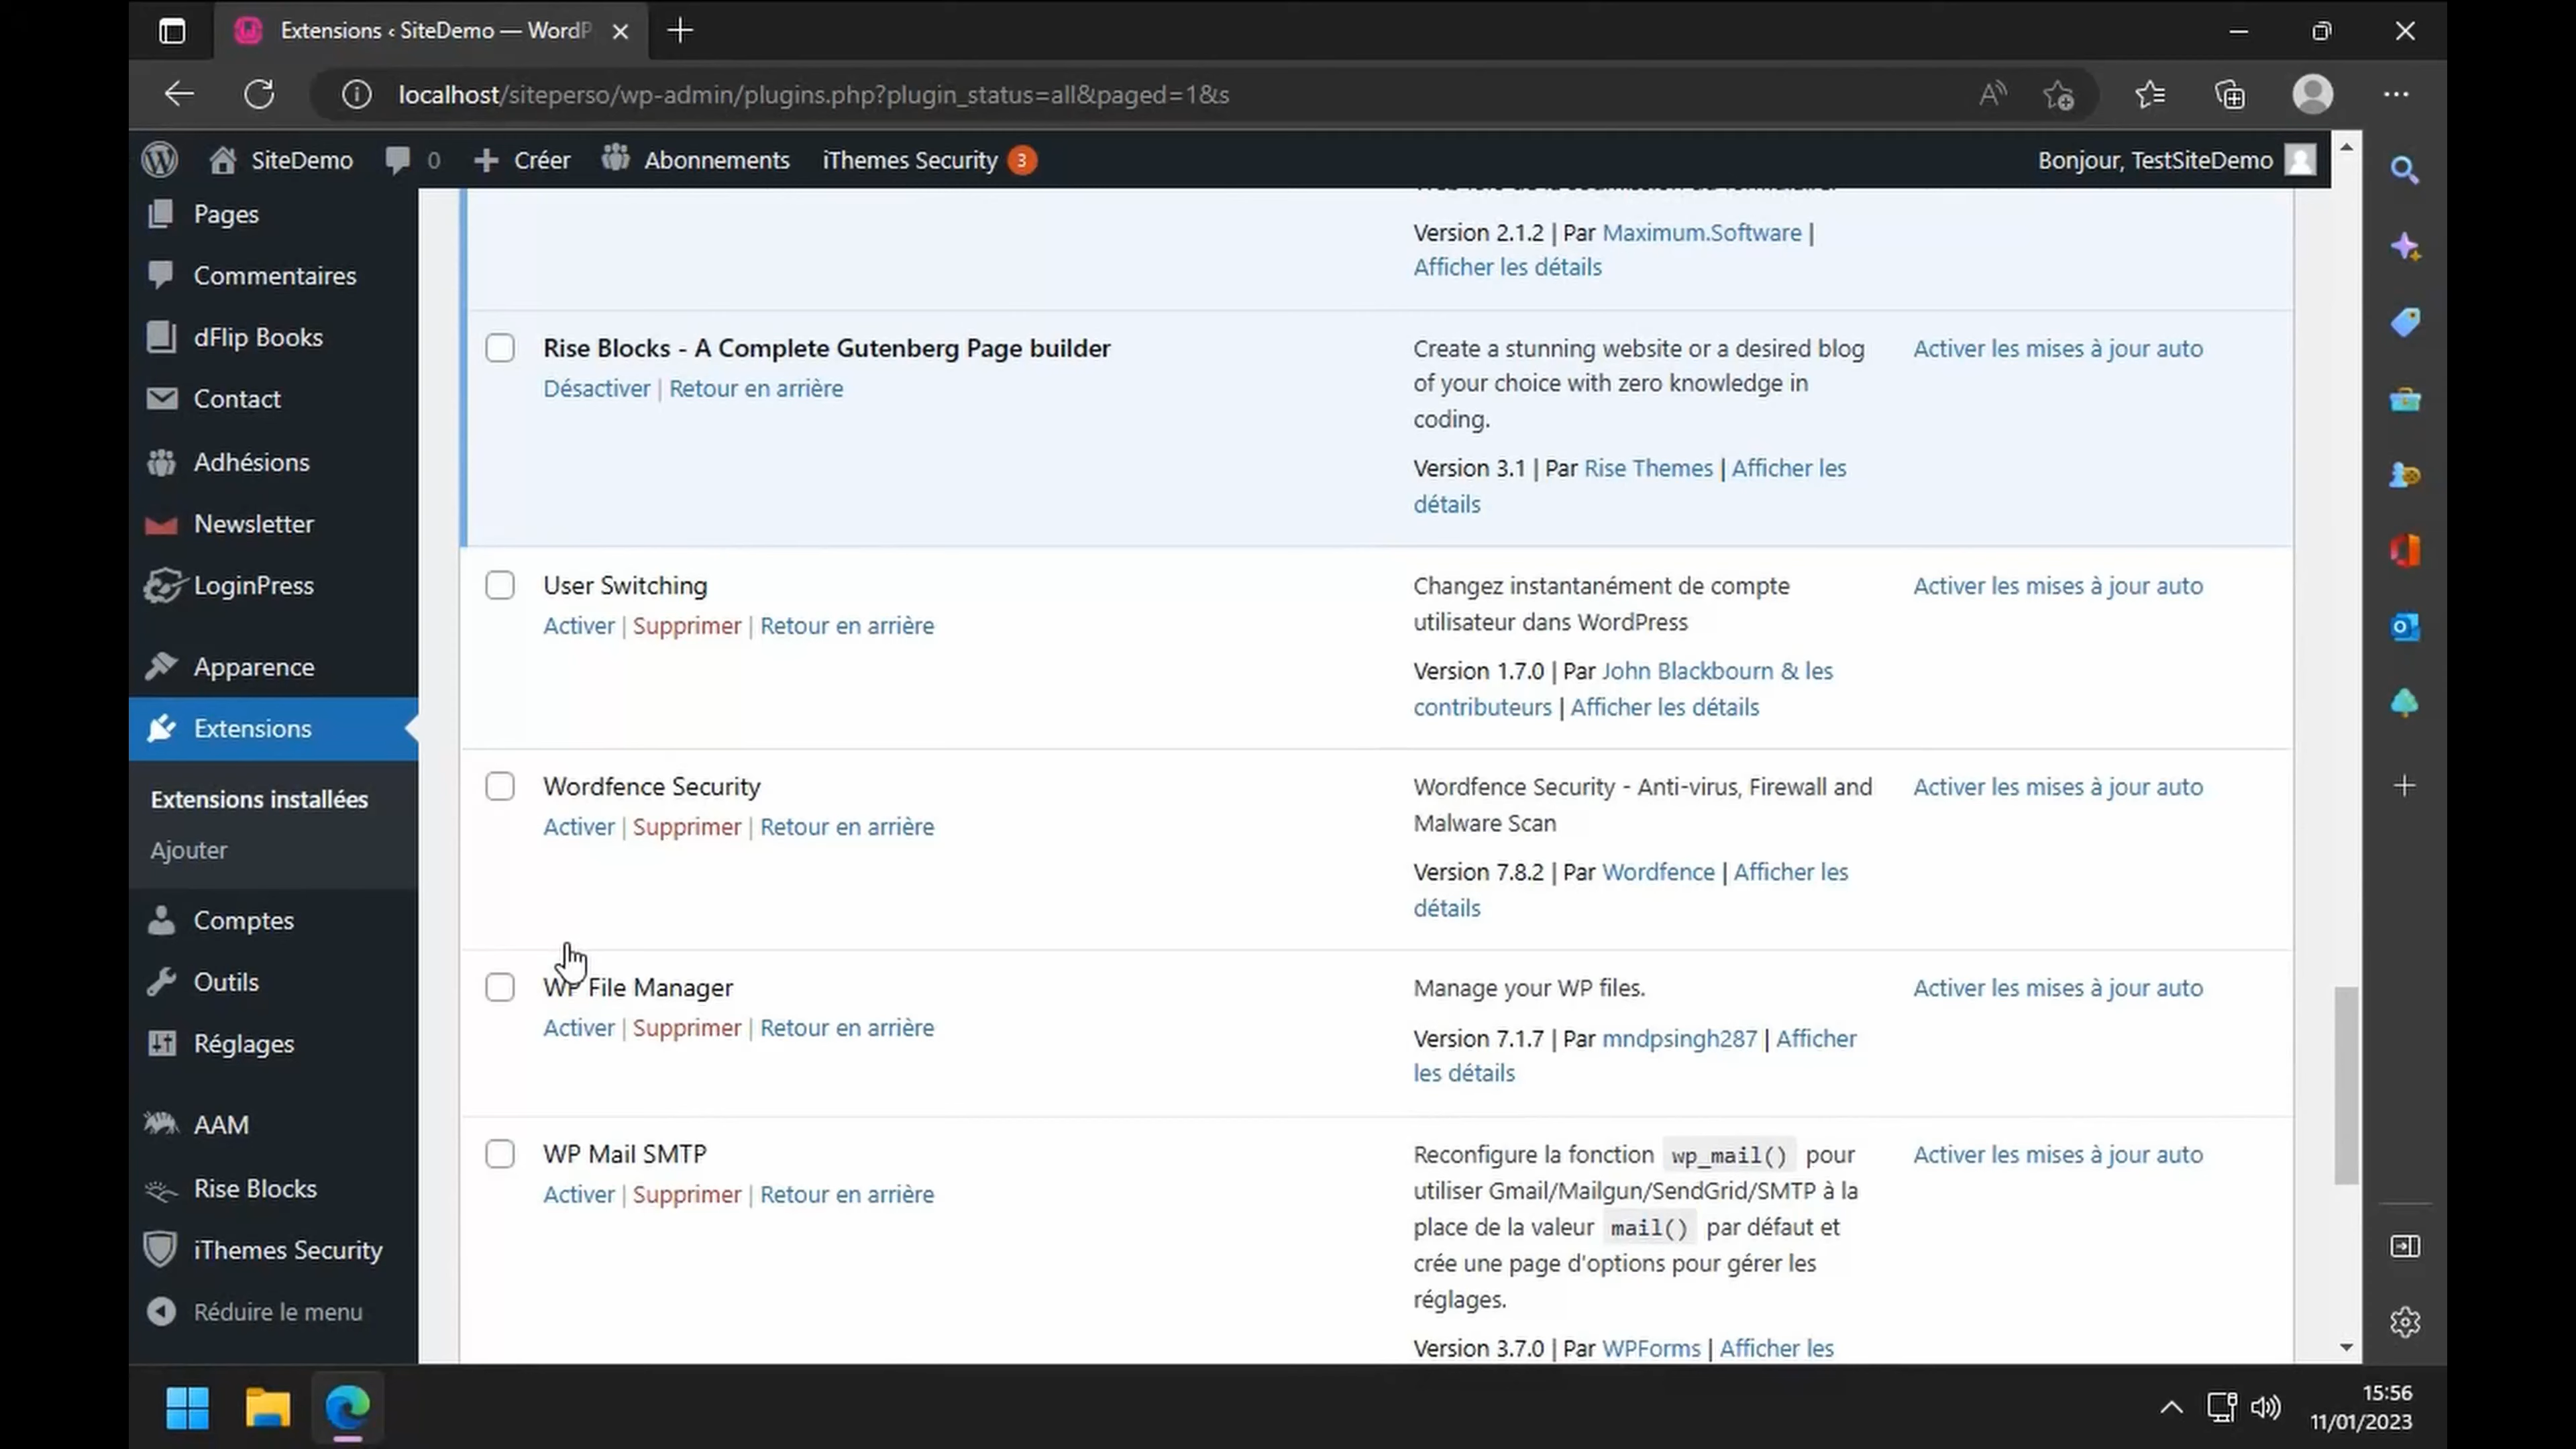 Extensions ‹ SiteDemo — WordP
localhost/siteperso/wp-admin/plugins.php?plugin_status=all&paged=1&s
SiteDemo
0
Créer
Abonnements
iThemes Security 3
Bonjour, TestSiteDemo
Pages
Commentaires
dFlip Books
Contact
Adhésions
Newsletter
LoginPress
Apparence
Extensions
Extensions installées
Ajouter
Comptes
Outils
Réglages
AAM
Rise Blocks
iThemes Security
Réduire le menu
Version 2.1.2 | Par Maximum.Software |
Afficher les détails
Rise Blocks - A Complete Gutenberg Page builder
Désactiver | Retour en arrière
Create a stunning website or a desired blog
of your choice with zero knowledge in
coding.
Version 3.1 | Par Rise Themes | Afficher les
détails
Activer les mises à jour auto
User Switching
Activer | Supprimer | Retour en arrière
Changez instantanément de compte
utilisateur dans WordPress
Version 1.7.0 | Par John Blackbourn & les
contributeurs | Afficher les détails
Activer les mises à jour auto
Wordfence Security
Activer | Supprimer | Retour en arrière
Wordfence Security - Anti-virus, Firewall and
Malware Scan
Version 7.8.2 | Par Wordfence | Afficher les
détails
Activer les mises à jour auto
WP File Manager
Activer | Supprimer | Retour en arrière
Manage your WP files.
Version 7.1.7 | Par mndpsingh287 | Afficher
les détails
Activer les mises à jour auto
WP Mail SMTP
Activer | Supprimer | Retour en arrière
Reconfigure la fonction wp_mail() pour
utiliser Gmail/Mailgun/SendGrid/SMTP à la
place de la valeur mail() par défaut et
crée une page d'options pour gérer les
réglages.
Version 3.7.0 | Par WPForms | Afficher les
Activer les mises à jour auto
15:56
11/01/2023